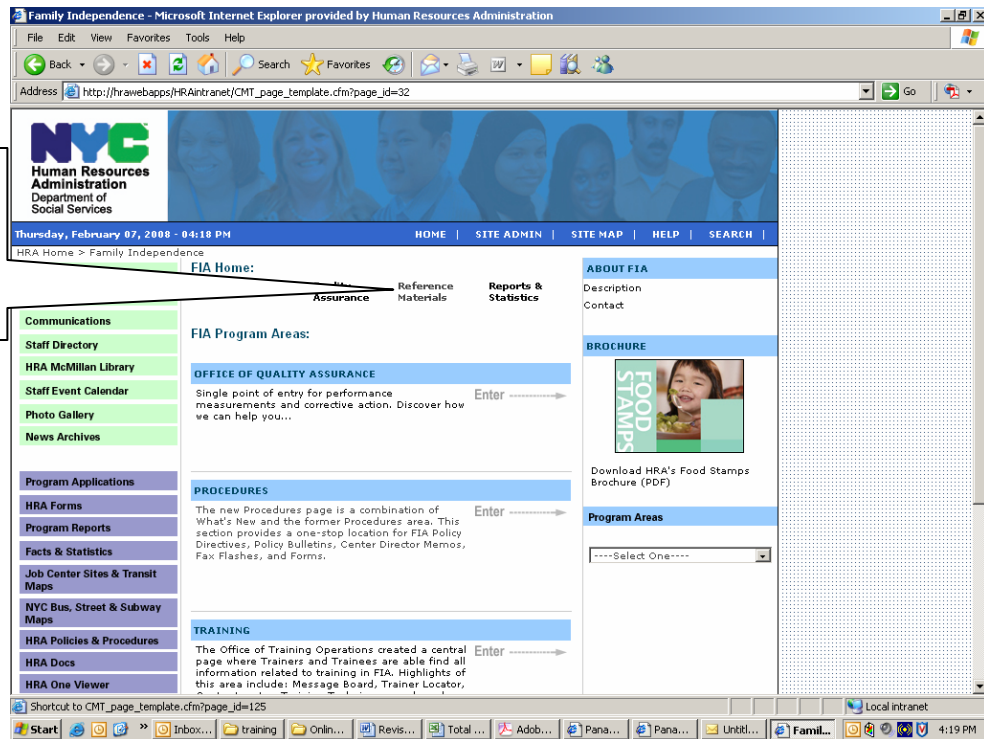 Family Independence - Microsoft Internet Explorer provided by Human Resources Administration
File Edit View Favorites Tools Help
Back Search Favorites
Address http://hrawebapps/HRAintranet/CMT_page_template.cfm?page_id=32 Go
NYC
Human Resources
Administration
Department of
Social Services
Thursday, February 07, 2008 - 04:18 PM HOME | SITE ADMIN | SITE MAP | HELP | SEARCH |
HRA Home > Family Independence
Communications
Staff Directory
HRA McMillan Library
Staff Event Calendar
Photo Gallery
News Archives
Program Applications
HRA Forms
Program Reports
Facts & Statistics
Job Center Sites & Transit
Maps
NYC Bus, Street & Subway
Maps
HRA Policies & Procedures
HRA Docs
HRA One Viewer
FIA Home:
Assurance
Reference
Materials
Reports &
Statistics
FIA Program Areas:
OFFICE OF QUALITY ASSURANCE
Single point of entry for performance
measurements and corrective action. Discover how
we can help you...
Enter
PROCEDURES
The new Procedures page is a combination of
What's New and the former Procedures area. This
section provides a one-stop location for FIA Policy
Directives, Policy Bulletins, Center Director Memos,
Fax Flashes, and Forms.
Enter
TRAINING
The Office of Training Operations created a central
page where Trainers and Trainees are able find all
information related to training in FIA. Highlights of
this area include: Message Board, Trainer Locator,
Enter
ABOUT FIA
Description
Contact
BROCHURE
FOOD
STAMPS
Download HRA's Food Stamps
Brochure (PDF)
Program Areas
----Select One----
Shortcut to CMT_page_template.cfm?page_id=125 Local intranet
Start » Inbox... training Onlin... Revis... Total ... Adob... Pana... Pana... Untitl... Famil... 4:19 PM